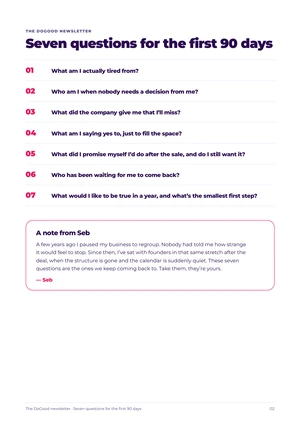 THE DOGOOD NEWSLETTER
Seven questions for the first 90 days
01 What am I actually tired from?
02 Who am I when nobody needs a decision from me?
03 What did the company give me that I'll miss?
04 What am I saying yes to, just to fill the space?
05 What did I promise myself I'd do after the sale, and do I still want it?
06 Who has been waiting for me to come back?
07 What would I like to be true in a year, and what's the smallest first step?
A note from Seb
A few years ago I paused my business to regroup. Nobody had told me how strange
it would feel to stop. Since then, I've sat with founders in that same stretch after the
deal, when the structure is gone and the calendar is suddenly quiet. These seven
questions are the ones we keep coming back to. Take them, they're yours.
— Seb
The DoGood newsletter · Seven questions for the first 90 days 02